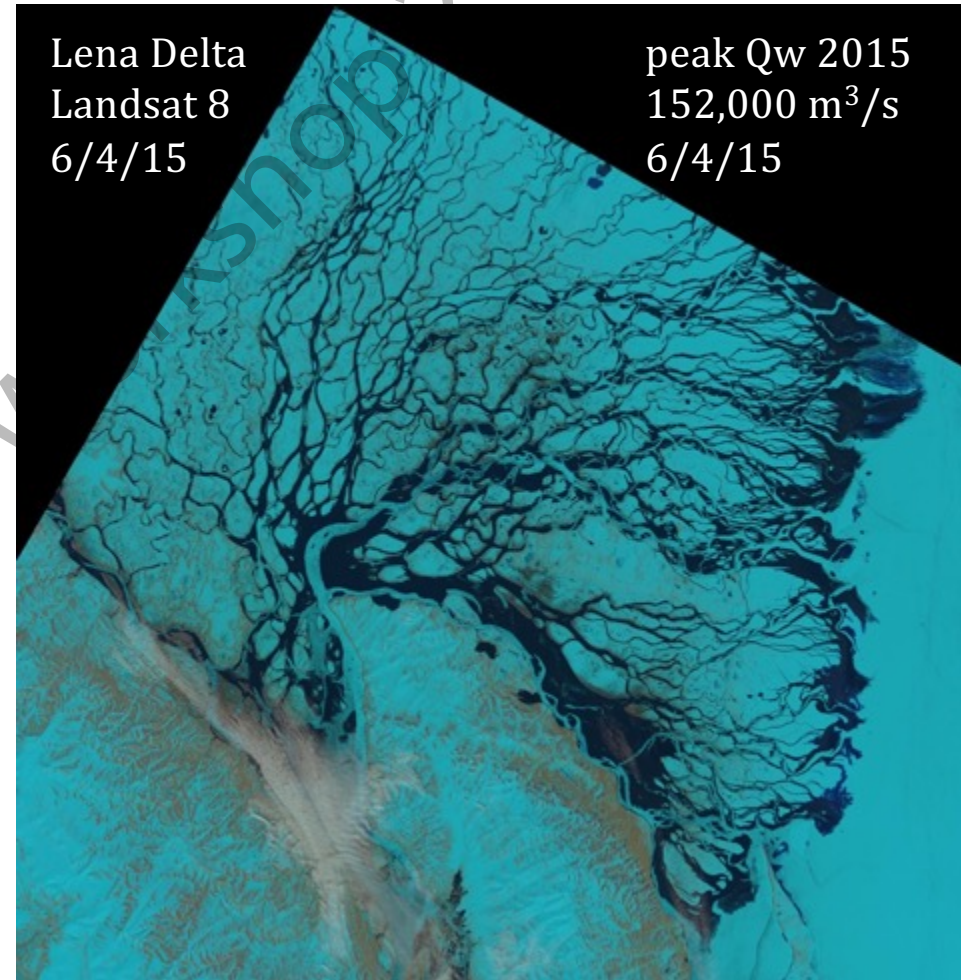 Lena Delta
Landsat 8
6/4/15
peak Qw 2015
152,000 m³/s
6/4/15